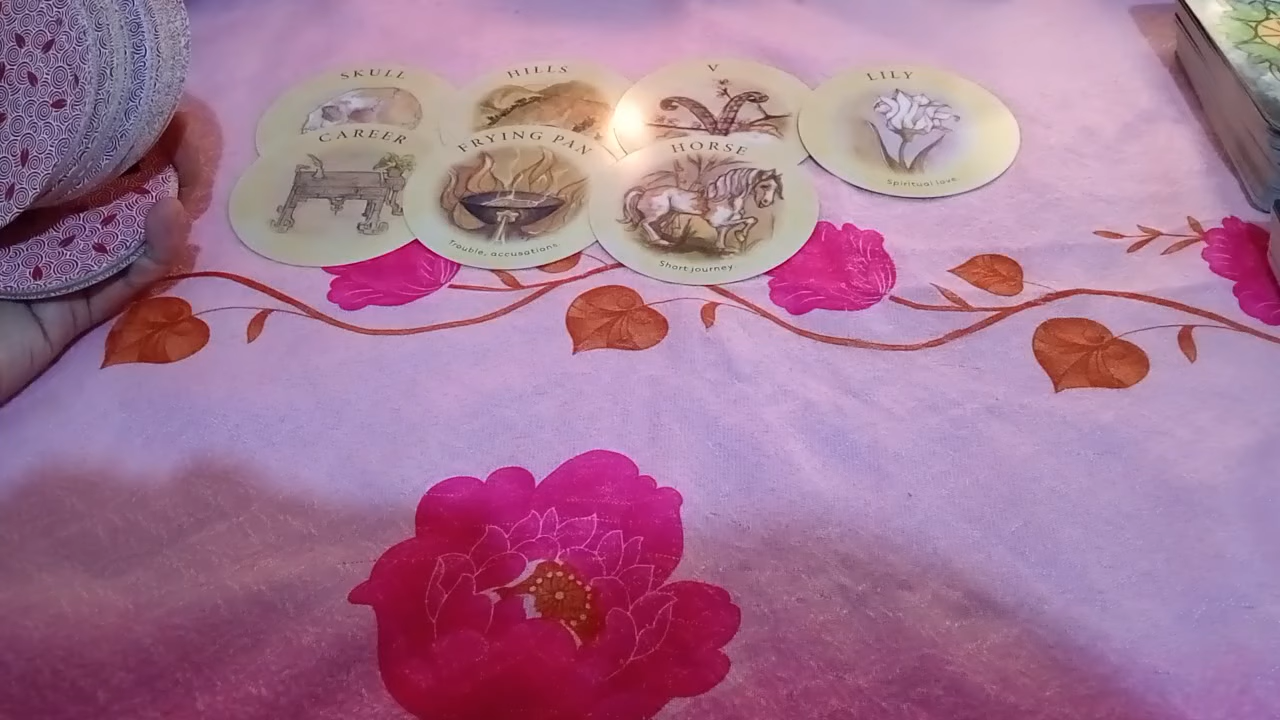 SKULL
HILLS
V
LILY
Spiritual love.
CAREER
FRYING PAN
Trouble, accusations.
HORSE
Short journey.